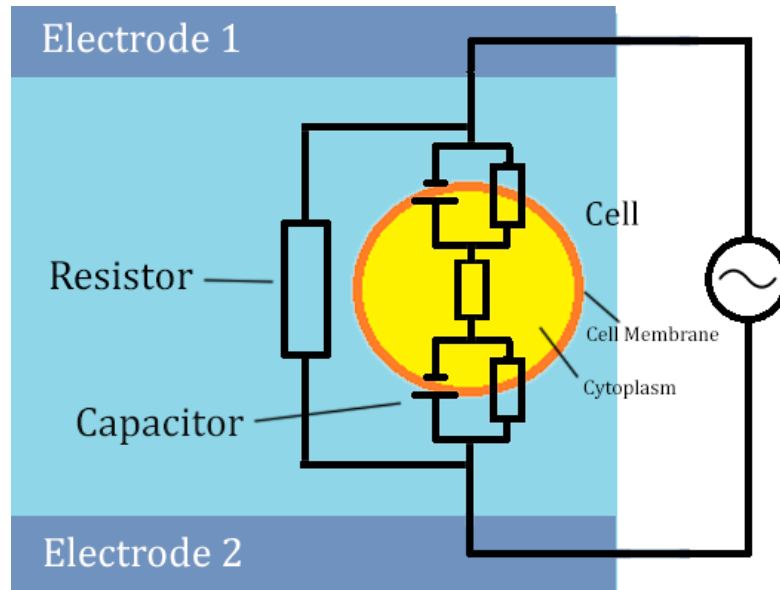 Electrode 1
Cell
Resistor
Cell Membrane
Cytoplasm
Capacitor
Electrode 2